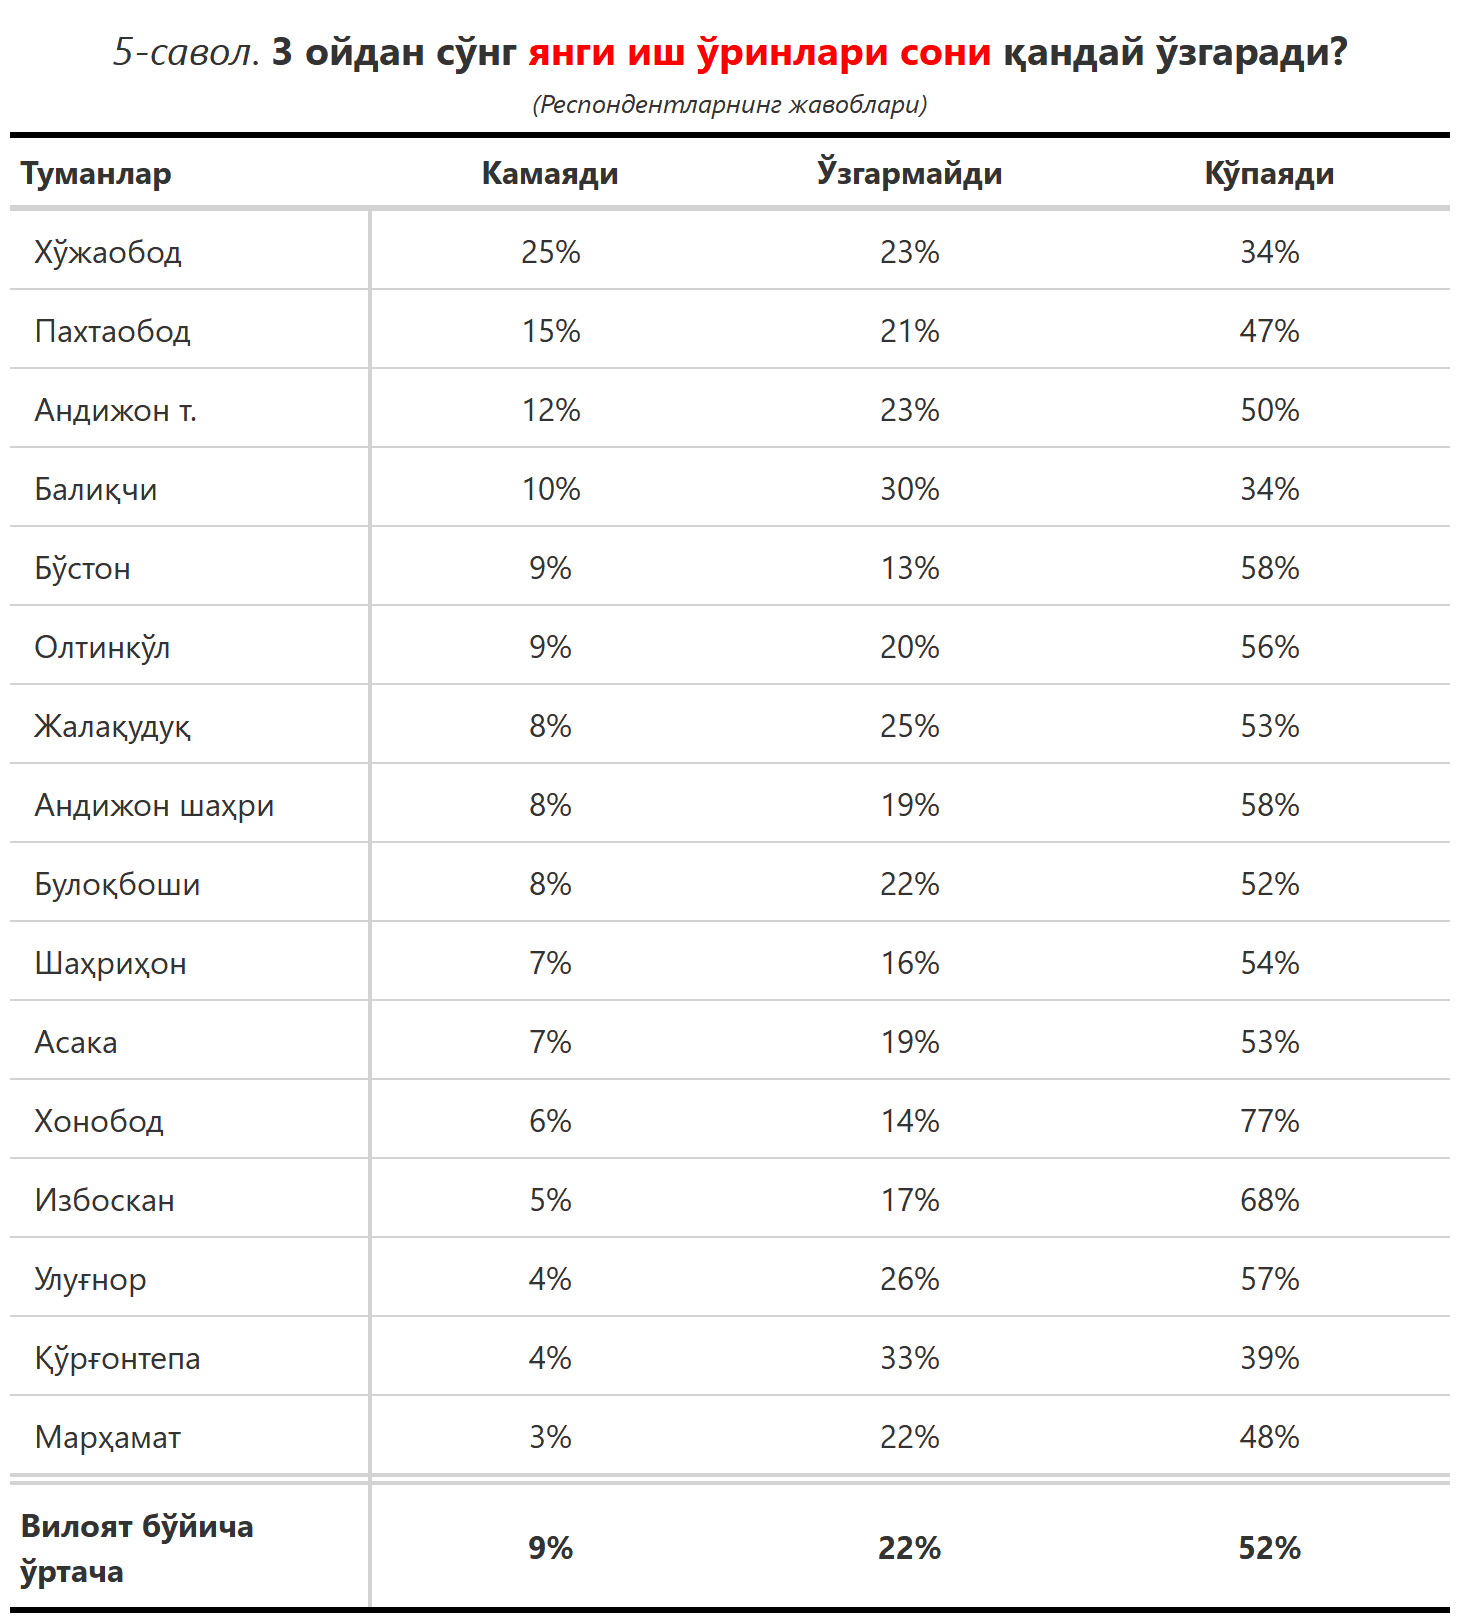 5-савол. 3 ойдан сўнг янги иш ўринлари сони қандай ўзгаради?
(Респондентларнинг жавоблари)
Туманлар Камаяди Ўзгармайди Кўпаяди
Хўжаобод 25% 23% 34%
Пахтаобод 15% 21% 47%
Андижон т. 12% 23% 50%
Балиқчи 10% 30% 34%
Бўстон 9% 13% 58%
Олтинкўл 9% 20% 56%
Жалақудуқ 8% 25% 53%
Андижон шаҳри 8% 19% 58%
Булоқбоши 8% 22% 52%
Шаҳриҳон 7% 16% 54%
Асака 7% 19% 53%
Хонобод 6% 14% 77%
Избоскан 5% 17% 68%
Улуғнор 4% 26% 57%
Қўрғонтепа 4% 33% 39%
Марҳамат 3% 22% 48%
Вилоят бўйича
ўртача 9% 22% 52%